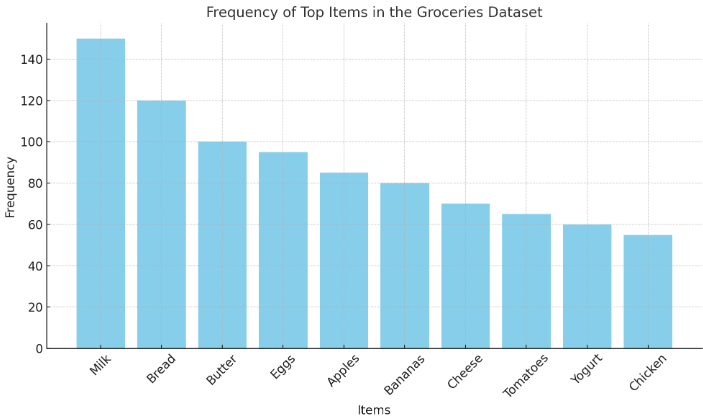 Frequency of Top Items in the Groceries Dataset
Frequency
140
120
100
80
60
40
20
0
Milk
Bread
Butter
Eggs
Apples
Bananas
Cheese
Tomatoes
Yogurt
Chicken
Items